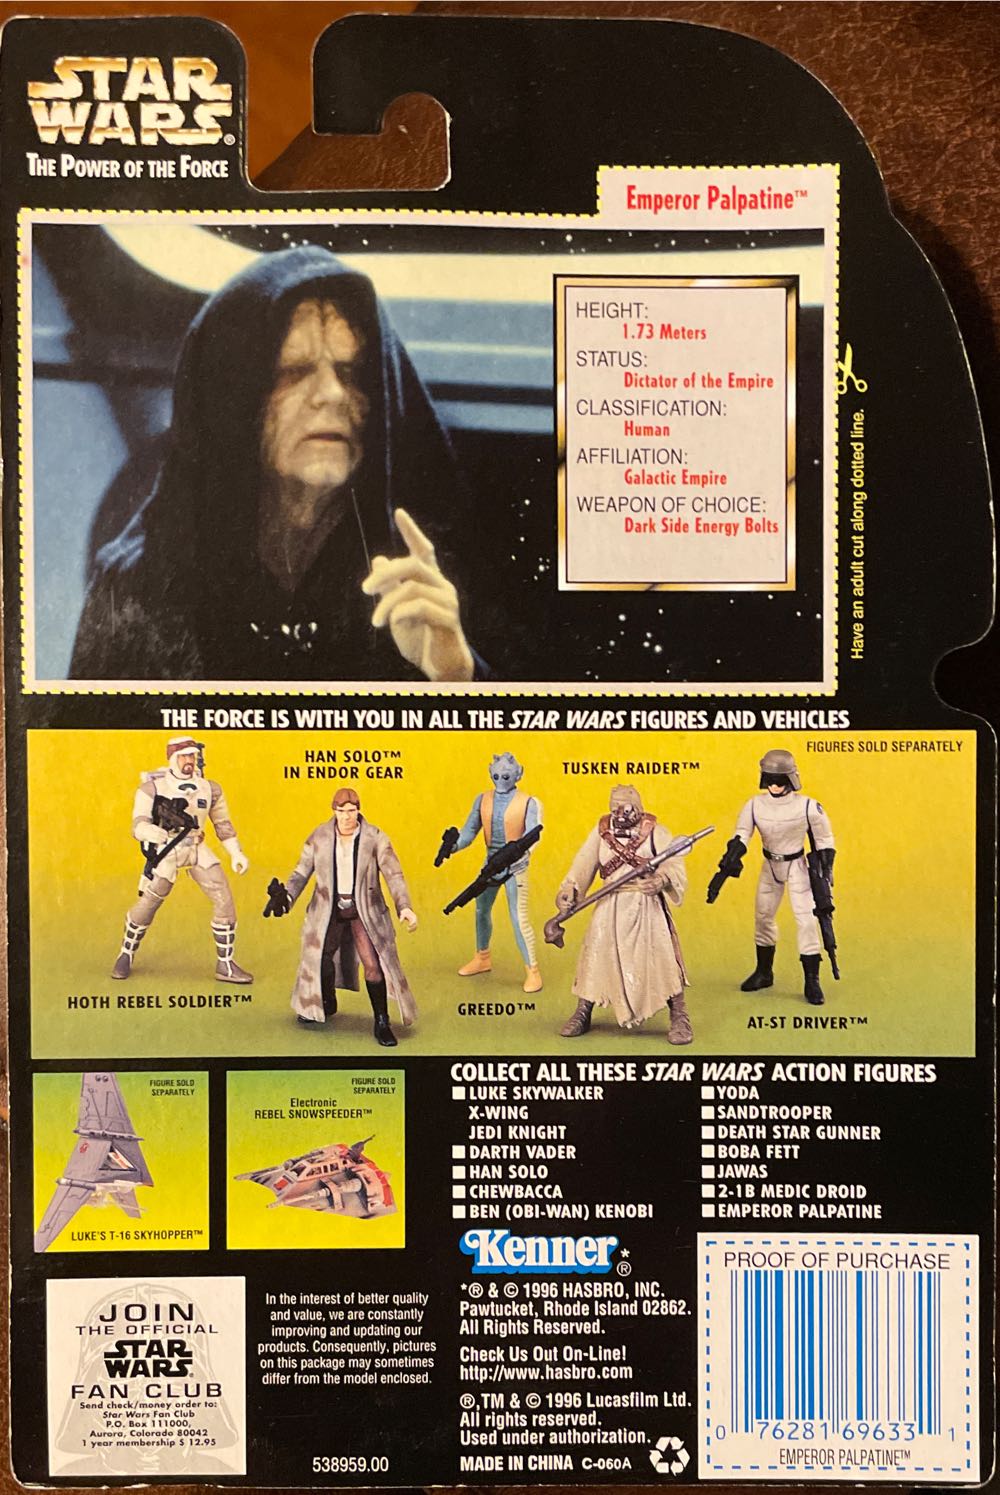 STAR
WARS®
THE POWER OF THE FORCE
Emperor Palpatine™
HEIGHT:
1.73 Meters
STATUS:
Dictator of the Empire
CLASSIFICATION:
Human
AFFILIATION:
Galactic Empire
WEAPON OF CHOICE:
Dark Side Energy Bolts
Have an adult cut along dotted line.
THE FORCE IS WITH YOU IN ALL THE STAR WARS FIGURES AND VEHICLES
FIGURES SOLD SEPARATELY
HAN SOLO™
IN ENDOR GEAR
TUSKEN RAIDER™
HOTH REBEL SOLDIER™
GREEDO™
AT-ST DRIVER™
FIGURE SOLD
SEPARATELY
LUKE'S T-16 SKYHOPPER™
FIGURE SOLD
SEPARATELY
Electronic
REBEL SNOWSPEEDER™
COLLECT ALL THESE STAR WARS ACTION FIGURES
■ LUKE SKYWALKER
X-WING
JEDI KNIGHT
■ DARTH VADER
■ HAN SOLO
■ CHEWBACCA
■ BEN (OBI-WAN) KENOBI
■ YODA
■ SANDTROOPER
■ DEATH STAR GUNNER
■ BOBA FETT
■ JAWAS
■ 2-1B MEDIC DROID
■ EMPEROR PALPATINE
JOIN
THE OFFICIAL
STAR
WARS.
FAN CLUB
Send check/money order to:
Star Wars Fan Club
P.O. Box 111000,
Aurora, Colorado 80042
1 year membership $ 12.95
In the interest of better quality
and value, we are constantly
improving and updating our
products. Consequently, pictures
on this package may sometimes
differ from the model enclosed.
538959.00
Kenner*®
*® & © 1996 HASBRO, INC.
Pawtucket, Rhode Island 02862.
All Rights Reserved.
Check Us Out On-Line!
http://www.hasbro.com
®,TM & © 1996 Lucasfilm Ltd.
All rights reserved.
Used under authorization.
MADE IN CHINA C-060A
PROOF OF PURCHASE
0 76281 69633 1
EMPEROR PALPATINE™